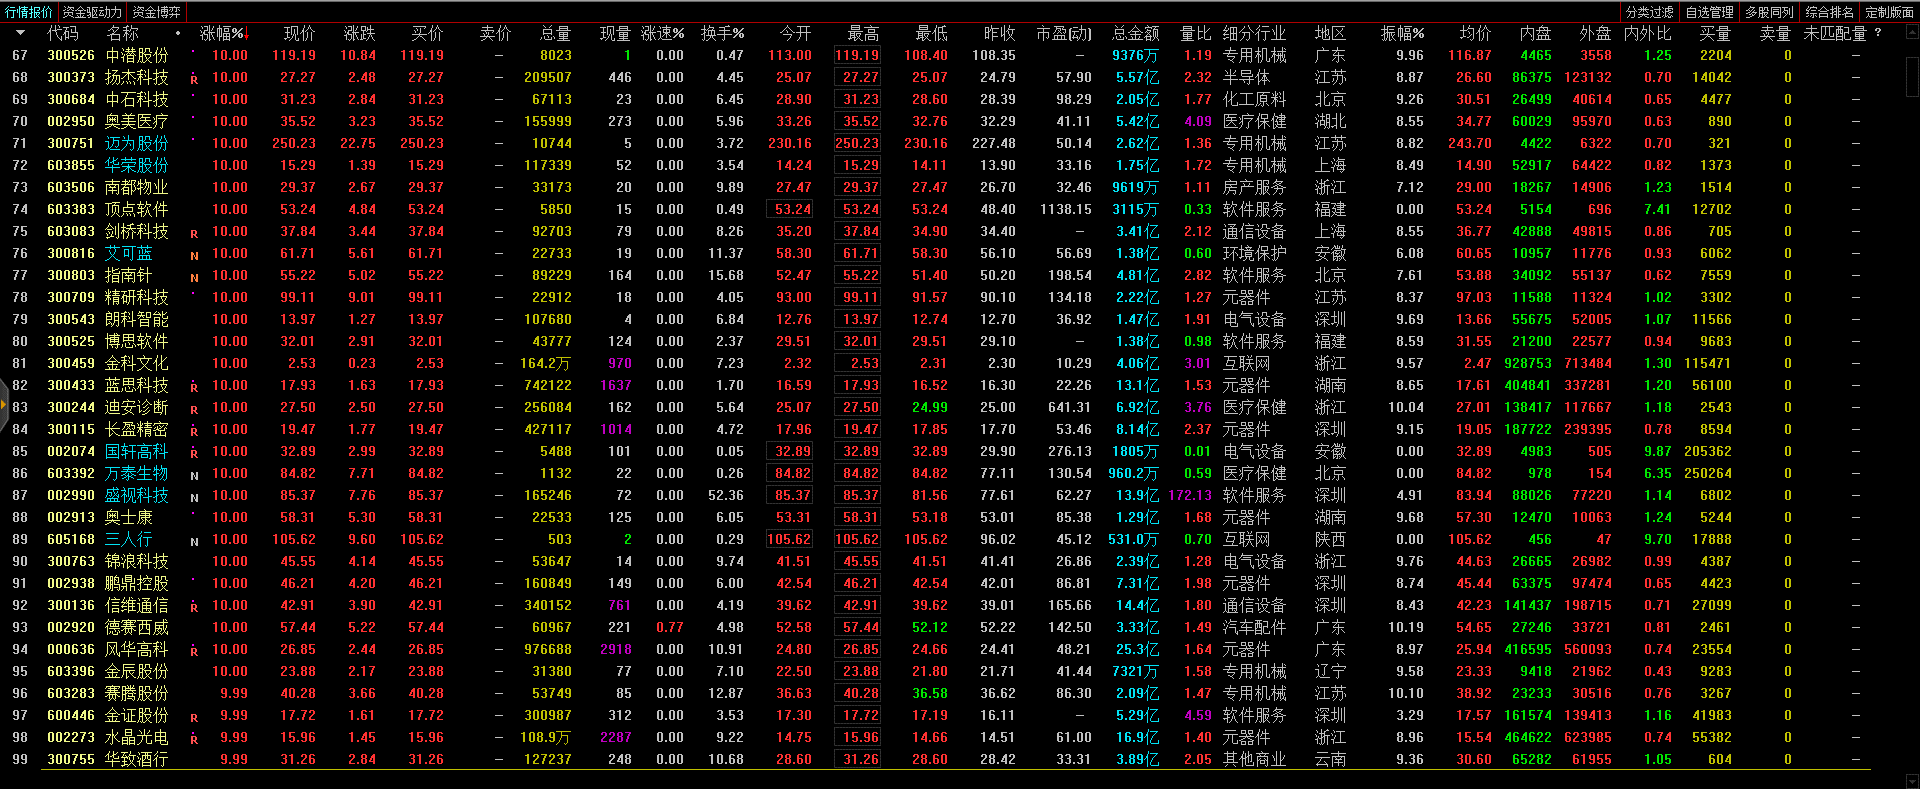 行情报价 资金驱动力 资金博弈 分类过滤 自选管理 多股同列 综合排名 定制版面
代码 名称 涨幅%↓ 现价 涨跌 买价 卖价 总量 现量 涨速% 换手% 今开 最高 最低 昨收 市盈(动) 总金额 量比 细分行业 地区 振幅% 均价 内盘 外盘 内外比 买量 卖量 未匹配量 ?
67 300526 中潜股份 10.00 119.19 10.84 119.19 – 8023 1 0.00 0.47 113.00 119.19 108.40 108.35 9376万 1.19 专用机械 广东 9.96 116.87 4465 3558 1.25 2204 0 –
68 300373 扬杰科技 R 10.00 27.27 2.48 27.27 – 209507 446 0.00 8.45 25.07 27.27 25.07 24.79 57.90 5.57亿 2.32 半导体 江苏 8.87 26.60 86375 123132 0.70 14042 0 –
69 300684 中石科技 10.00 31.23 2.84 31.23 – 67113 23 0.00 6.45 28.90 31.23 28.60 28.39 98.29 2.05亿 1.77 化工原料 北京 9.26 30.51 26499 40614 0.65 4477 0 –
70 002950 奥美医疗 10.00 35.52 3.23 35.52 – 155999 273 0.00 5.96 33.26 35.52 32.76 32.29 41.11 5.42亿 4.09 医疗保健 湖北 8.55 34.77 60029 95970 0.63 890 0 –
71 300751 迈为股份 10.00 250.23 22.75 250.23 – 10744 5 0.00 3.72 230.16 250.23 230.16 227.48 50.14 2.62亿 1.36 专用机械 江苏 8.82 243.70 4422 6322 0.70 321 0 –
72 603855 华荣股份 10.00 15.29 1.39 15.29 – 117339 52 0.00 3.54 14.24 15.29 14.11 13.90 33.16 1.75亿 1.72 专用机械 上海 8.49 14.90 52917 64422 0.82 1373 0 –
73 603506 南都物业 10.00 29.37 2.67 29.37 – 33173 20 0.00 9.89 27.47 29.37 27.47 26.70 32.46 9619万 1.11 房产服务 浙江 7.12 29.00 18267 14906 1.23 1514 0 –
74 603383 顶点软件 10.00 53.24 4.84 53.24 – 5850 15 0.00 0.49 53.24 53.24 53.24 48.40 1138.15 3115万 0.33 软件服务 福建 0.00 53.24 5154 696 7.41 12702 0 –
75 603083 剑桥科技 R 10.00 37.84 3.44 37.84 – 92703 79 0.00 8.26 35.20 37.84 34.90 34.40 – 3.41亿 2.12 通信设备 上海 8.55 36.77 42888 49815 0.86 705 0 –
76 300816 艾可蓝 N 10.00 61.71 5.61 61.71 – 22733 19 0.00 11.37 58.30 61.71 58.30 56.10 56.69 1.38亿 0.60 环境保护 安徽 6.08 60.65 10957 11776 0.93 6062 0 –
77 300803 指南针 N 10.00 55.22 5.02 55.22 – 89229 164 0.00 15.68 52.47 55.22 51.40 50.20 198.54 4.81亿 2.82 软件服务 北京 7.61 53.88 34092 55137 0.62 7559 0 –
78 300709 精研科技 10.00 99.11 9.01 99.11 – 22912 18 0.00 4.05 93.00 99.11 91.57 90.10 134.18 2.22亿 1.27 元器件 江苏 8.37 97.03 11588 11324 1.02 3302 0 –
79 300543 朗科智能 10.00 13.97 1.27 13.97 – 107680 4 0.00 6.84 12.76 13.97 12.74 12.70 36.92 1.47亿 1.91 电气设备 深圳 9.69 13.66 55675 52005 1.07 11566 0 –
80 300525 博思软件 10.00 32.01 2.91 32.01 – 43777 124 0.00 2.37 29.51 32.01 29.51 29.10 – 1.38亿 0.98 软件服务 福建 8.59 31.55 21200 22577 0.94 9683 0 –
81 300459 金科文化 10.00 2.53 0.23 2.53 – 164.2万 970 0.00 7.23 2.32 2.53 2.31 2.30 10.29 4.06亿 3.01 互联网 浙江 9.57 2.47 928753 713484 1.30 115471 0 –
82 300433 蓝思科技 R 10.00 17.93 1.63 17.93 – 742122 1637 0.00 1.70 16.59 17.93 16.52 16.30 22.26 13.1亿 1.53 元器件 湖南 8.65 17.61 404841 337281 1.20 56100 0 –
83 300244 迪安诊断 R 10.00 27.50 2.50 27.50 – 256084 162 0.00 5.64 25.07 27.50 24.99 25.00 641.31 6.92亿 3.76 医疗保健 浙江 10.04 27.01 138417 117667 1.18 2543 0 –
84 300115 长盈精密 R 10.00 19.47 1.77 19.47 – 427117 1014 0.00 4.72 17.96 19.47 17.85 17.70 53.46 8.14亿 2.37 元器件 深圳 9.15 19.05 187722 239395 0.78 8594 0 –
85 002074 国轩高科 R 10.00 32.89 2.99 32.89 – 5488 101 0.00 0.05 32.89 32.89 32.89 29.90 276.13 1805万 0.01 电气设备 安徽 0.00 32.89 4983 505 9.87 205362 0 –
86 603392 万泰生物 N 10.00 84.82 7.71 84.82 – 1132 22 0.00 0.26 84.82 84.82 84.82 77.11 130.54 960.2万 0.59 医疗保健 北京 0.00 84.82 978 154 6.35 250264 0 –
87 002990 盛视科技 N 10.00 85.37 7.76 85.37 – 165246 72 0.00 52.36 85.37 85.37 81.56 77.61 62.27 13.9亿 172.13 软件服务 深圳 4.91 83.94 88026 77220 1.14 6802 0 –
88 002913 奥士康 10.00 58.31 5.30 58.31 – 22533 125 0.00 6.05 53.31 58.31 53.18 53.01 85.38 1.29亿 1.68 元器件 湖南 9.68 57.30 12470 10063 1.24 5244 0 –
89 605168 三人行 N 10.00 105.62 9.60 105.62 – 503 2 0.00 0.29 105.62 105.62 105.62 96.02 45.12 531.0万 0.70 互联网 陕西 0.00 105.62 456 47 9.70 17888 0 –
90 300763 锦浪科技 10.00 45.55 4.14 45.55 – 53647 14 0.00 9.74 41.51 45.55 41.51 41.41 26.86 2.39亿 1.28 电气设备 浙江 9.76 44.63 26665 26982 0.99 4387 0 –
91 002938 鹏鼎控股 10.00 46.21 4.20 46.21 – 160849 149 0.00 6.00 42.54 46.21 42.54 42.01 86.81 7.31亿 1.98 元器件 深圳 8.74 45.44 63375 97474 0.65 4423 0 –
92 300136 信维通信 R 10.00 42.91 3.90 42.91 – 340152 761 0.00 4.19 39.62 42.91 39.62 39.01 165.66 14.4亿 1.80 通信设备 深圳 8.43 42.23 141437 198715 0.71 27099 0 –
93 002920 德赛西威 10.00 57.44 5.22 57.44 – 60967 221 0.77 4.98 52.58 57.44 52.12 52.22 142.50 3.33亿 1.49 汽车配件 广东 10.19 54.65 27246 33721 0.81 2461 0 –
94 000636 风华高科 R 10.00 26.85 2.44 26.85 – 976688 2918 0.00 10.91 24.80 26.85 24.66 24.41 48.21 25.3亿 1.64 元器件 广东 8.97 25.94 416595 560093 0.74 23554 0 –
95 603396 金辰股份 10.00 23.88 2.17 23.88 – 31380 77 0.00 7.10 22.50 23.88 21.80 21.71 41.44 7321万 1.58 专用机械 辽宁 9.58 23.33 9418 21962 0.43 9283 0 –
96 603283 赛腾股份 9.99 40.28 3.66 40.28 – 53749 85 0.00 12.87 36.63 40.28 36.58 36.62 86.30 2.09亿 1.47 专用机械 江苏 10.10 38.92 23233 30516 0.76 3267 0 –
97 600446 金证股份 R 9.99 17.72 1.61 17.72 – 300987 312 0.00 3.53 17.30 17.72 17.19 16.11 – 5.29亿 4.59 软件服务 深圳 3.29 17.57 161574 139413 1.16 41983 0 –
98 002273 水晶光电 R 9.99 15.96 1.45 15.96 – 108.9万 2287 0.00 9.22 14.75 15.96 14.66 14.51 61.00 16.9亿 1.40 元器件 浙江 8.96 15.54 464622 623985 0.74 55382 0 –
99 300755 华致酒行 9.99 31.26 2.84 31.26 – 127237 248 0.00 10.68 28.60 31.26 28.60 28.42 33.31 3.89亿 2.05 其他商业 云南 9.36 30.60 65282 61955 1.05 604 0 –